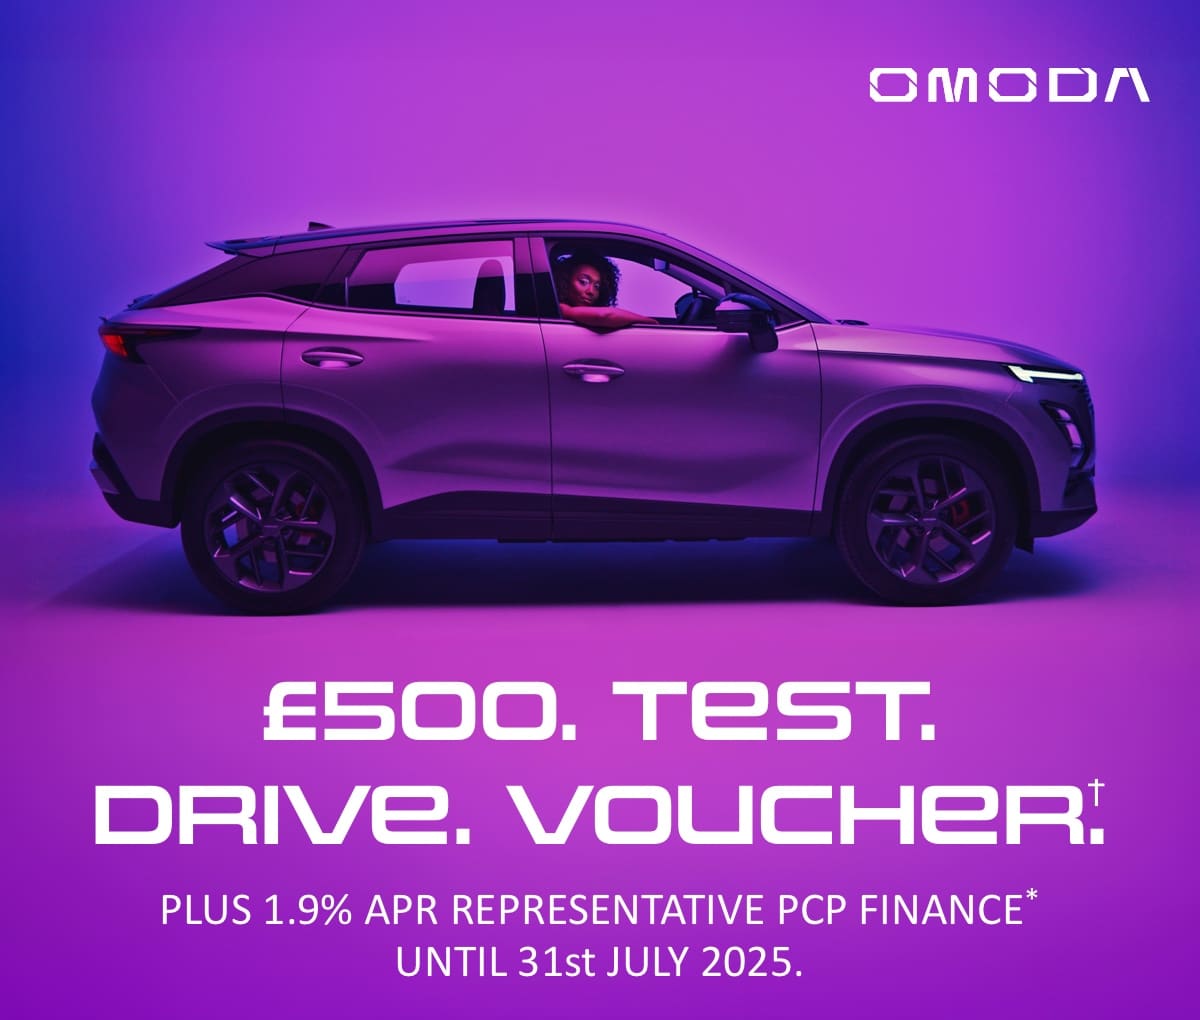 OMODA
£500. TEST.
DRIVE. VOUCHER.†
PLUS 1.9% APR REPRESENTATIVE PCP FINANCE*
UNTIL 31st JULY 2025.